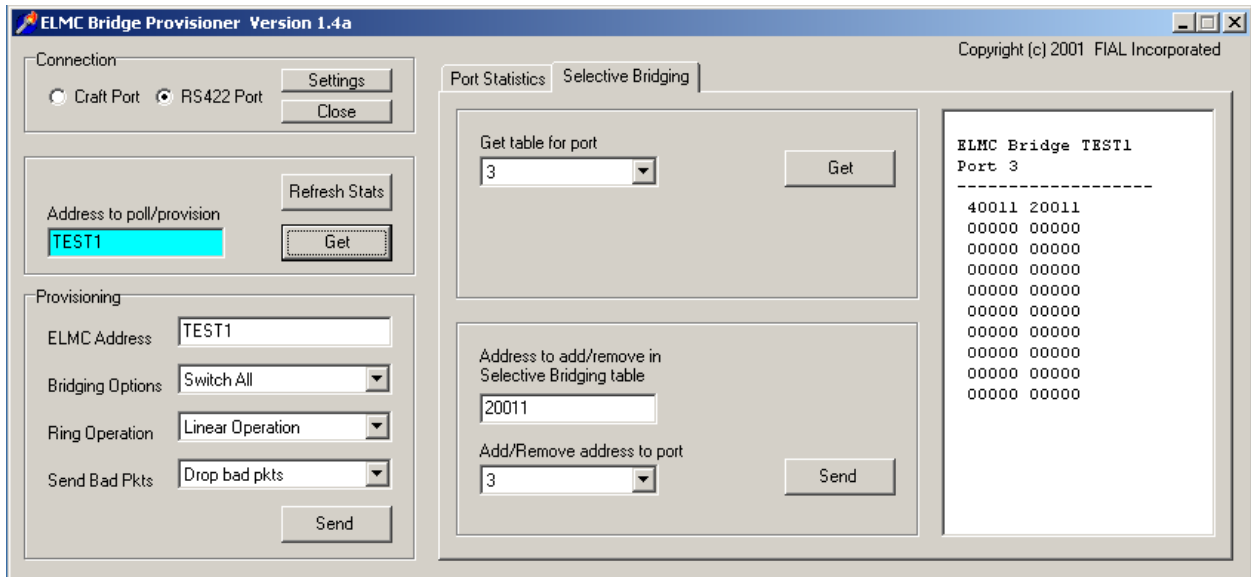 ELMC Bridge Provisioner Version 1.4a
Copyright (c) 2001 FIAL Incorporated
Connection
Craft Port
RS422 Port
Settings
Close
Address to poll/provision
TEST1
Refresh Stats
Get
Provisioning
ELMC Address
TEST1
Bridging Options
Switch All
Ring Operation
Linear Operation
Send Bad Pkts
Drop bad pkts
Send
Port Statistics
Selective Bridging
Get table for port
3
Get
Address to add/remove in
Selective Bridging table
20011
Add/Remove address to port
3
Send
ELMC Bridge TEST1
Port 3
-------------------
40011 20011
00000 00000
00000 00000
00000 00000
00000 00000
00000 00000
00000 00000
00000 00000
00000 00000
00000 00000